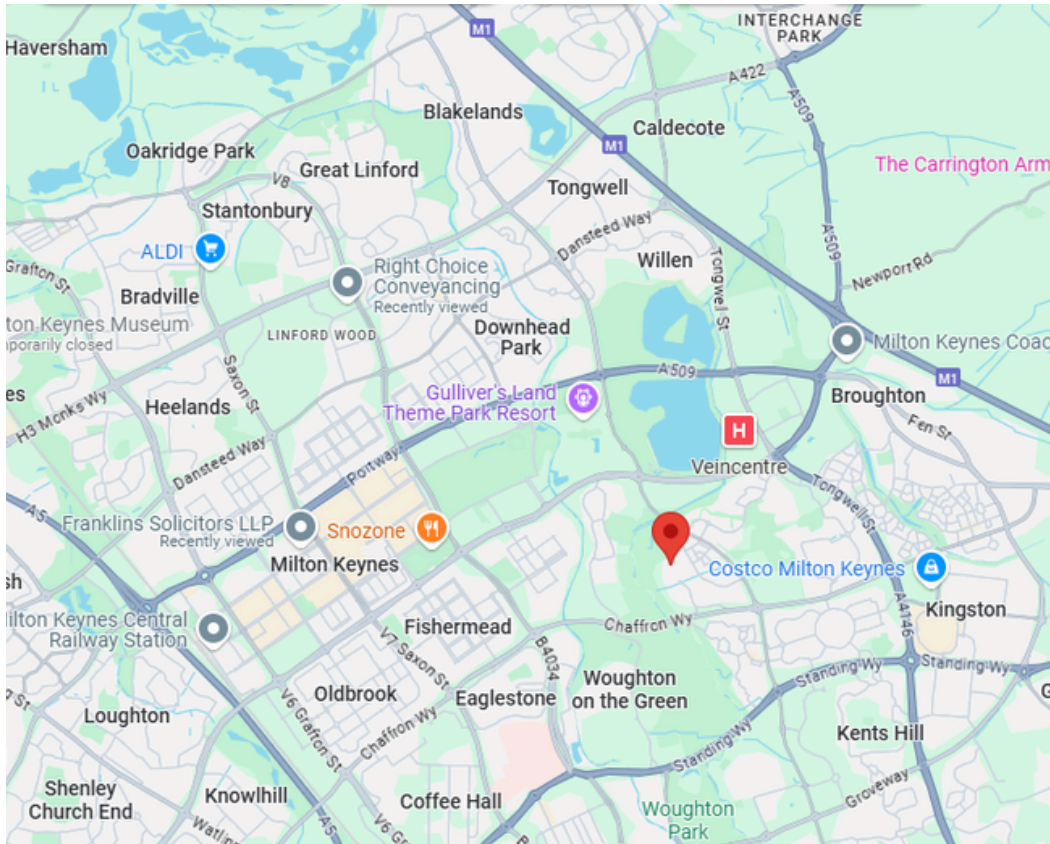 M1
INTERCHANGE
PARK
Haversham
A422
A509
Blakelands
Caldecote
M1
Oakridge Park
Great Linford
The Carrington Arm
V8
Tongwell
Stantonbury
Dansteed Way
A509
ALDI
Willen
Tongwell St
Newport Rd
Grafton St
Right Choice
Conveyancing
Recently viewed
Bradville
ton Keynes Museum
mporarily closed
LINFORD WOOD
Downhead
Park
Milton Keynes Coac
A509
M1
Saxon St
es
H3 Monks Wy
Heelands
Gulliver's Land
Theme Park Resort
Broughton
Fen St
H
Dansteed Way
Portway
Veincentre
Tongwell St
A5
Franklins Solicitors LLP
Recently viewed
Snozone
Milton Keynes
Costco Milton Keynes
sh
A4146
Kingston
ilton Keynes Central
Railway Station
Fishermead
Chaffron Wy
V7 Saxon St
B4034
Standing Wy
Standing Wy
Oldbrook
Eaglestone
Woughton
on the Green
V6 Grafton St
Loughton
Chaffron Wy
Kents Hill
Standing Wy
Shenley
Church End
Knowlhill
Coffee Hall
Groveway
Woughton
Park
A5
V6 Gr
Watlin
B
G